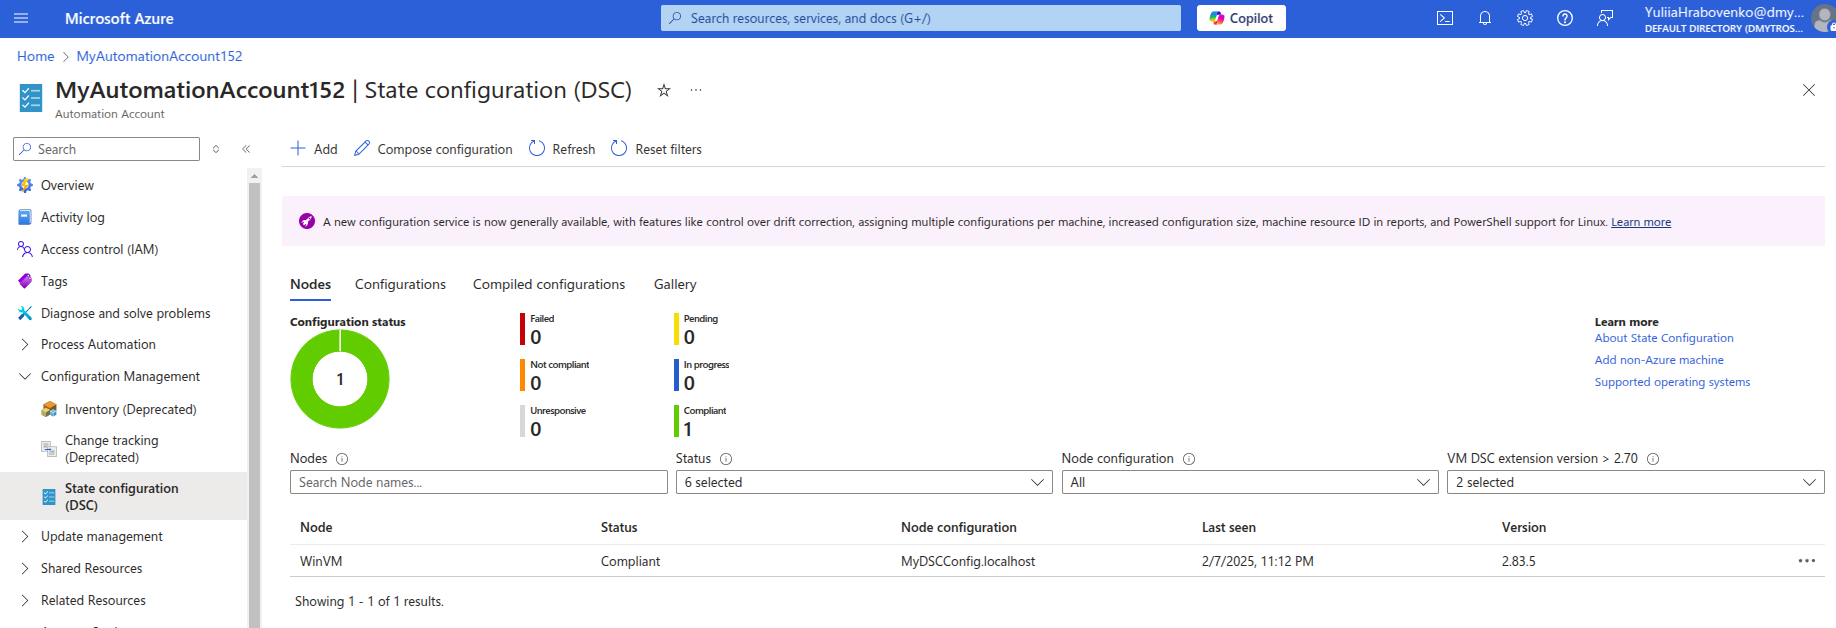 Microsoft Azure
Search resources, services, and docs (G+/)
Copilot
YuliiaHrabovenko@dmy...
DEFAULT DIRECTORY (DMYTROS...
Home > MyAutomationAccount152
MyAutomationAccount152 | State configuration (DSC)
Automation Account
Search
Add
Compose configuration
Refresh
Reset filters
Overview
Activity log
Access control (IAM)
Tags
Diagnose and solve problems
Process Automation
Configuration Management
Inventory (Deprecated)
Change tracking
(Deprecated)
State configuration
(DSC)
Update management
Shared Resources
Related Resources
A new configuration service is now generally available, with features like control over drift correction, assigning multiple configurations per machine, increased configuration size, machine resource ID in reports, and PowerShell support for Linux. Learn more
Nodes Configurations Compiled configurations Gallery
Configuration status
1
Failed
0
Not compliant
0
Unresponsive
0
Pending
0
In progress
0
Compliant
1
Learn more
About State Configuration
Add non-Azure machine
Supported operating systems
Nodes
Search Node names...
Status
6 selected
Node configuration
All
VM DSC extension version > 2.70
2 selected
Node Status Node configuration Last seen Version
WinVM Compliant MyDSCConfig.localhost 2/7/2025, 11:12 PM 2.83.5
Showing 1 - 1 of 1 results.